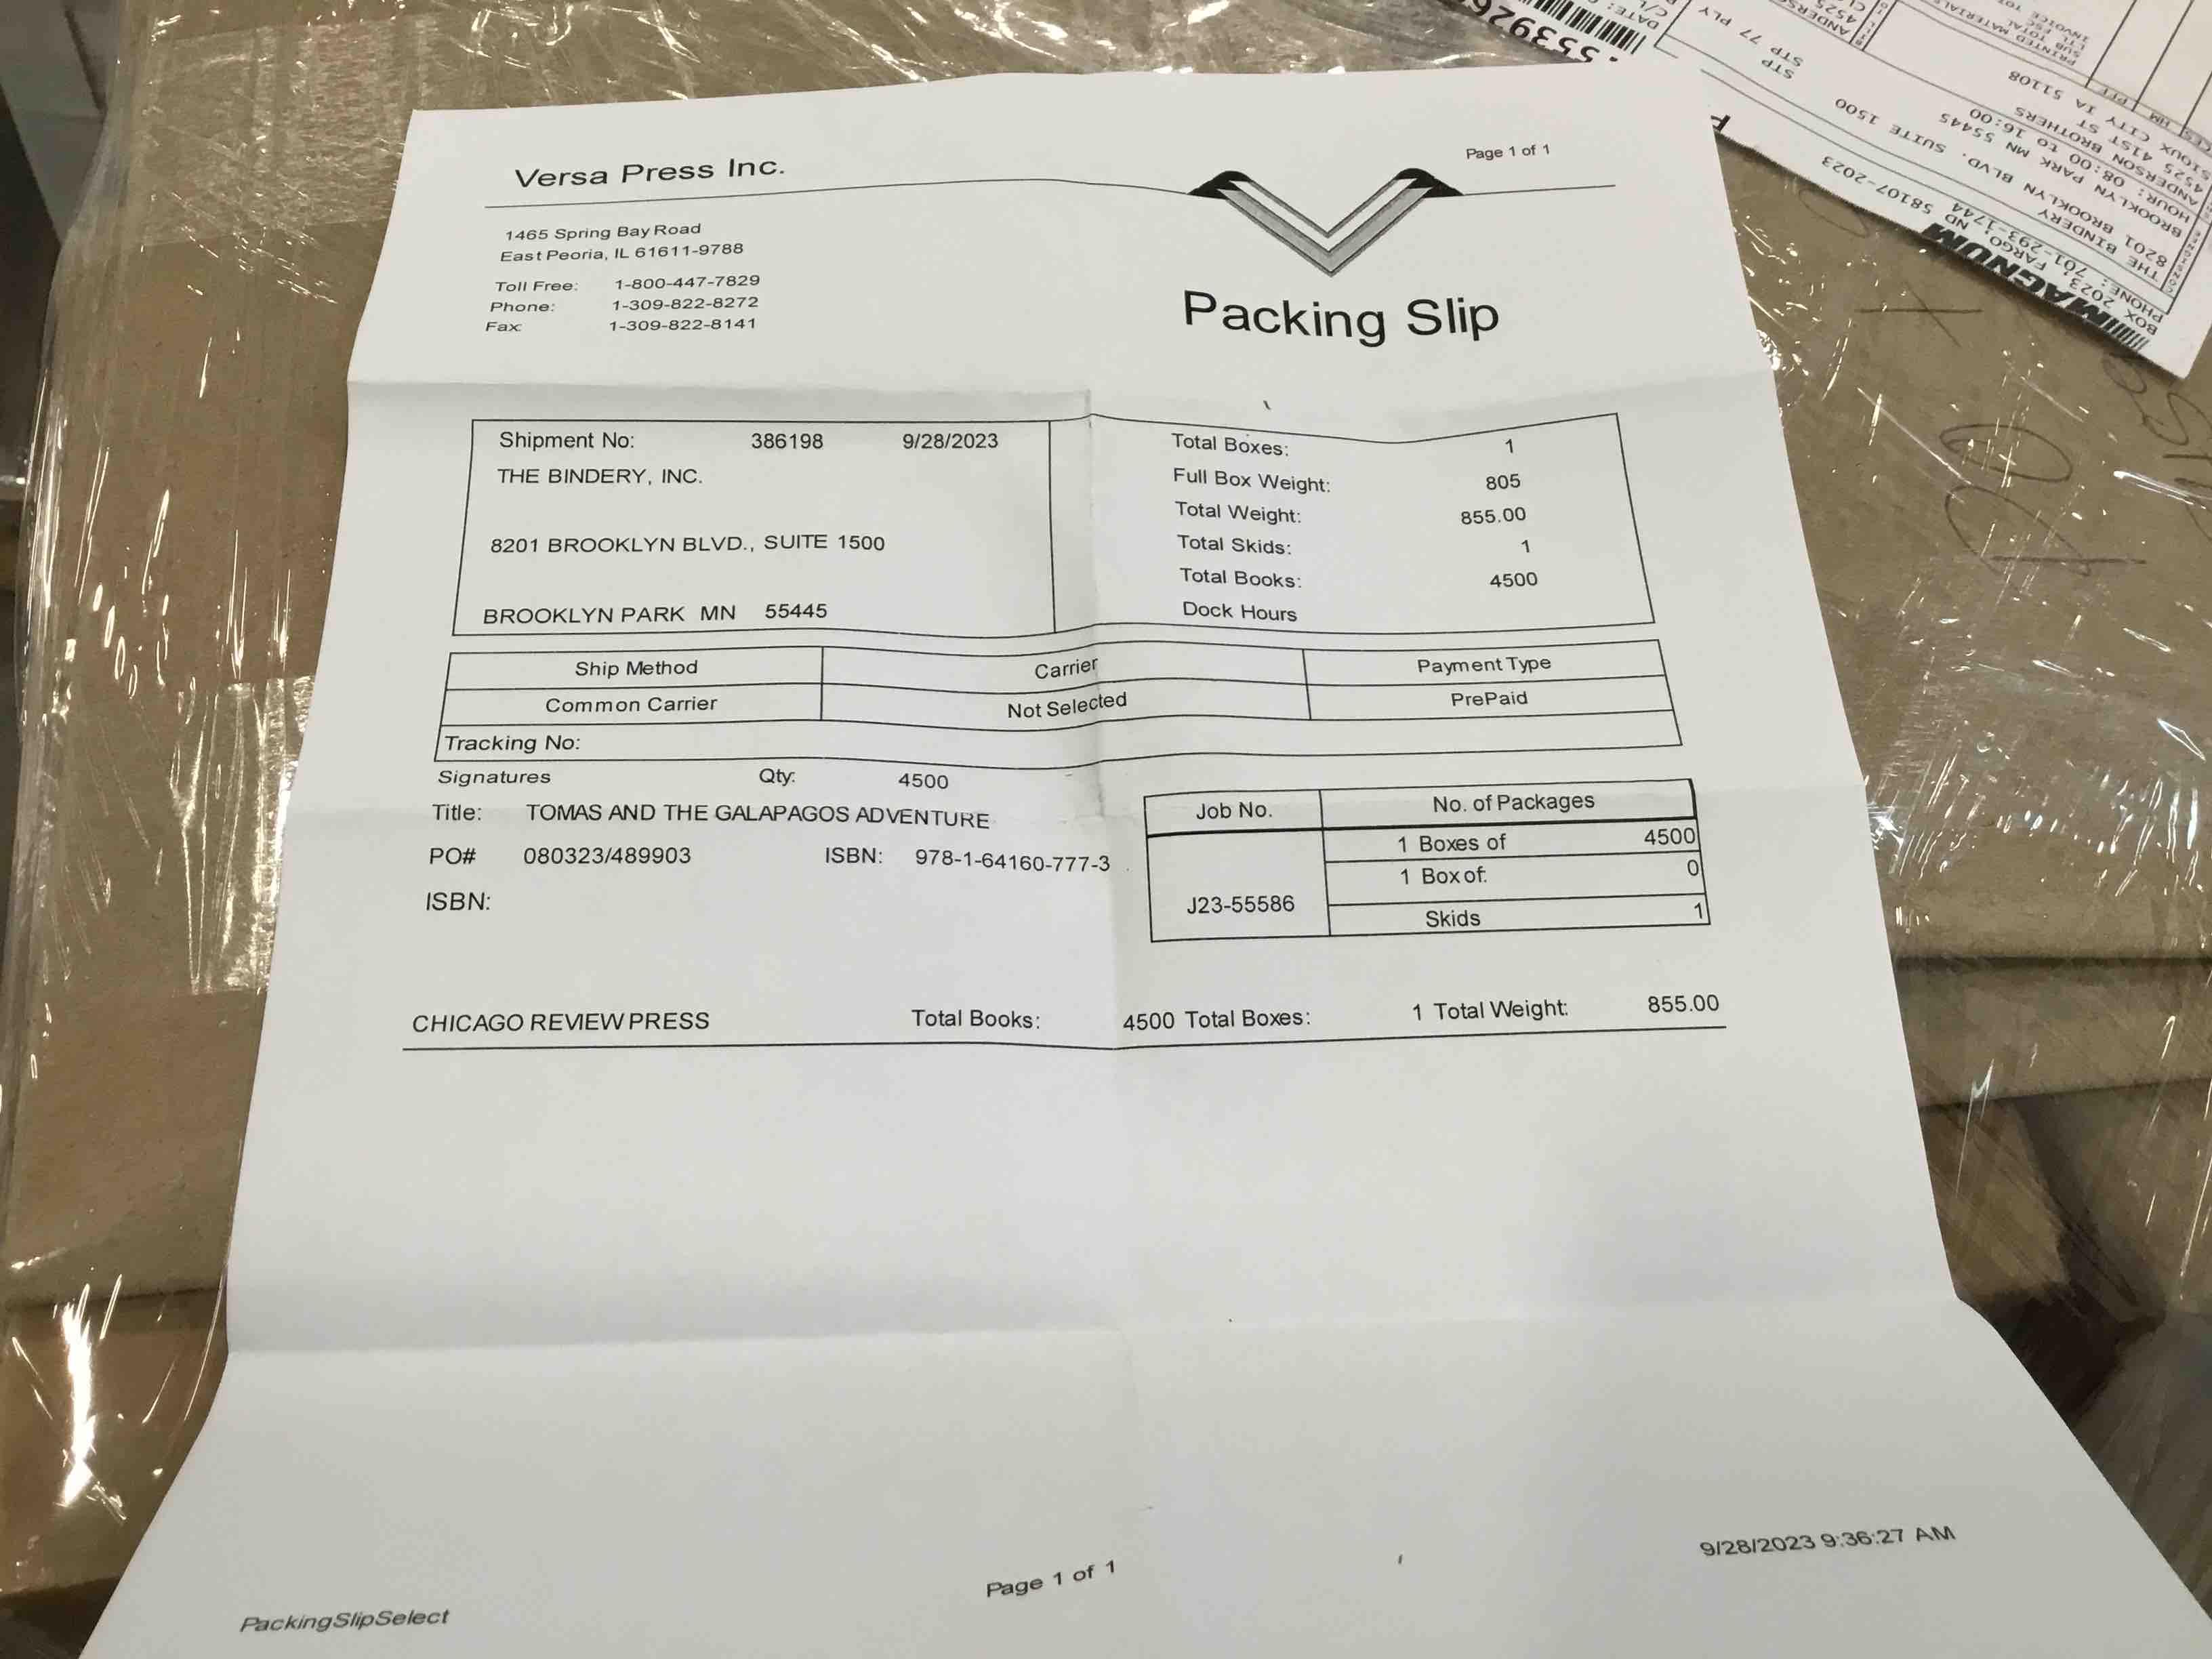 Page 1 of 1
Versa Press Inc.
1465 Spring Bay Road
East Peoria, IL 61611-9788
Toll Free: 1-800-447-7829
Phone: 1-309-822-8272
Fax: 1-309-822-8141
Packing Slip
Shipment No: 386198 9/28/2023
THE BINDERY, INC.
8201 BROOKLYN BLVD., SUITE 1500
BROOKLYN PARK MN 55445
Total Boxes: 1
Full Box Weight: 805
Total Weight: 855.00
Total Skids: 1
Total Books: 4500
Dock Hours
Ship Method Carrier Payment Type
Common Carrier Not Selected PrePaid
Tracking No:
Signatures Qty: 4500
Title: TOMAS AND THE GALAPAGOS ADVENTURE
PO# 080323/489903 ISBN: 978-1-64160-777-3
ISBN:
Job No. No. of Packages
1 Boxes of 4500
1 Box of: 0
J23-55586
Skids 1
CHICAGO REVIEW PRESS Total Books: 4500 Total Boxes: 1 Total Weight: 855.00
9/28/2023 9:36:27 AM
Page 1 of 1
PackingSlipSelect
MAGNUM
FARGO, ND 58107-2023
PHONE: 701-293-1744
THE BINDERY
8201 BROOKLYN BLVD. SUITE 1500
BROOKLYN PARK MN 55445
HOUR: 08:00 TO 16:00
ANDERSON BROTHERS
4525 41ST ST
SIOUX CITY IA 51108
STP
STP 77 PLY
PRINTED MATERIAL
SUB TOTAL